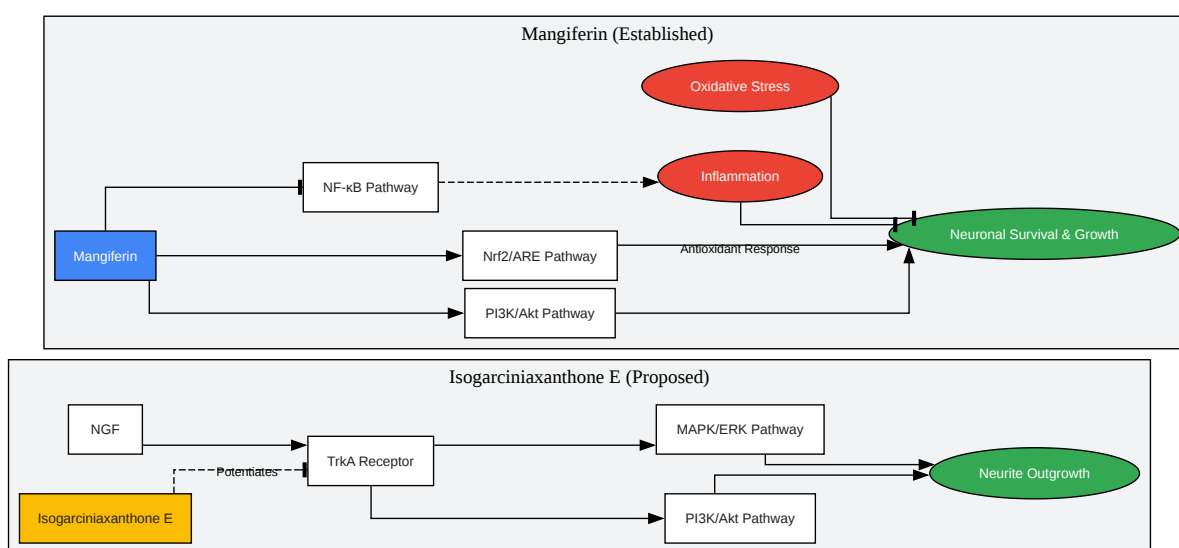 Mangiferin (Established)
Oxidative Stress
Inflammation
NF-κB Pathway
Neuronal Survival & Growth
Mangiferin
Nrf2/ARE Pathway
Antioxidant Response
PI3K/Akt Pathway
Isogarciniaxanthone E (Proposed)
NGF
MAPK/ERK Pathway
TrkA Receptor
Potentiates
Neurite Outgrowth
Isogarciniaxanthone E
PI3K/Akt Pathway